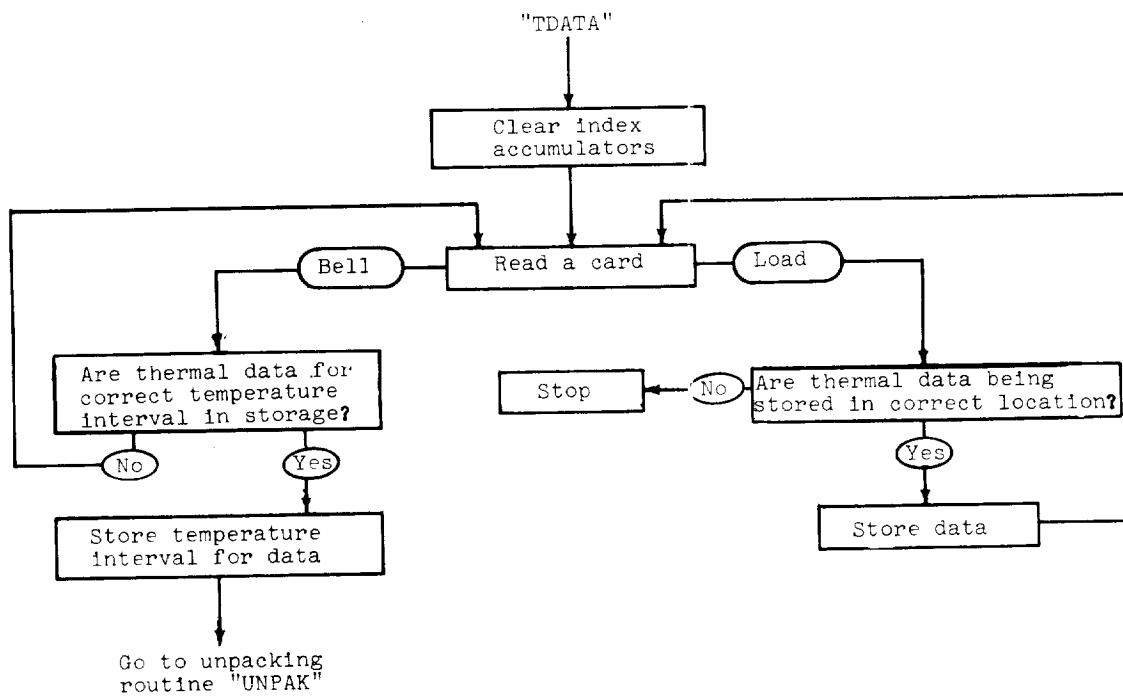 "TDATA"
Clear index
accumulators
Bell
Read a card
Load
Are thermal data for
correct temperature
interval in storage?
Stop
No
Are thermal data being
stored in correct location?
No
Yes
Yes
Store temperature
interval for data
Store data
Go to unpacking
routine "UNPAK"